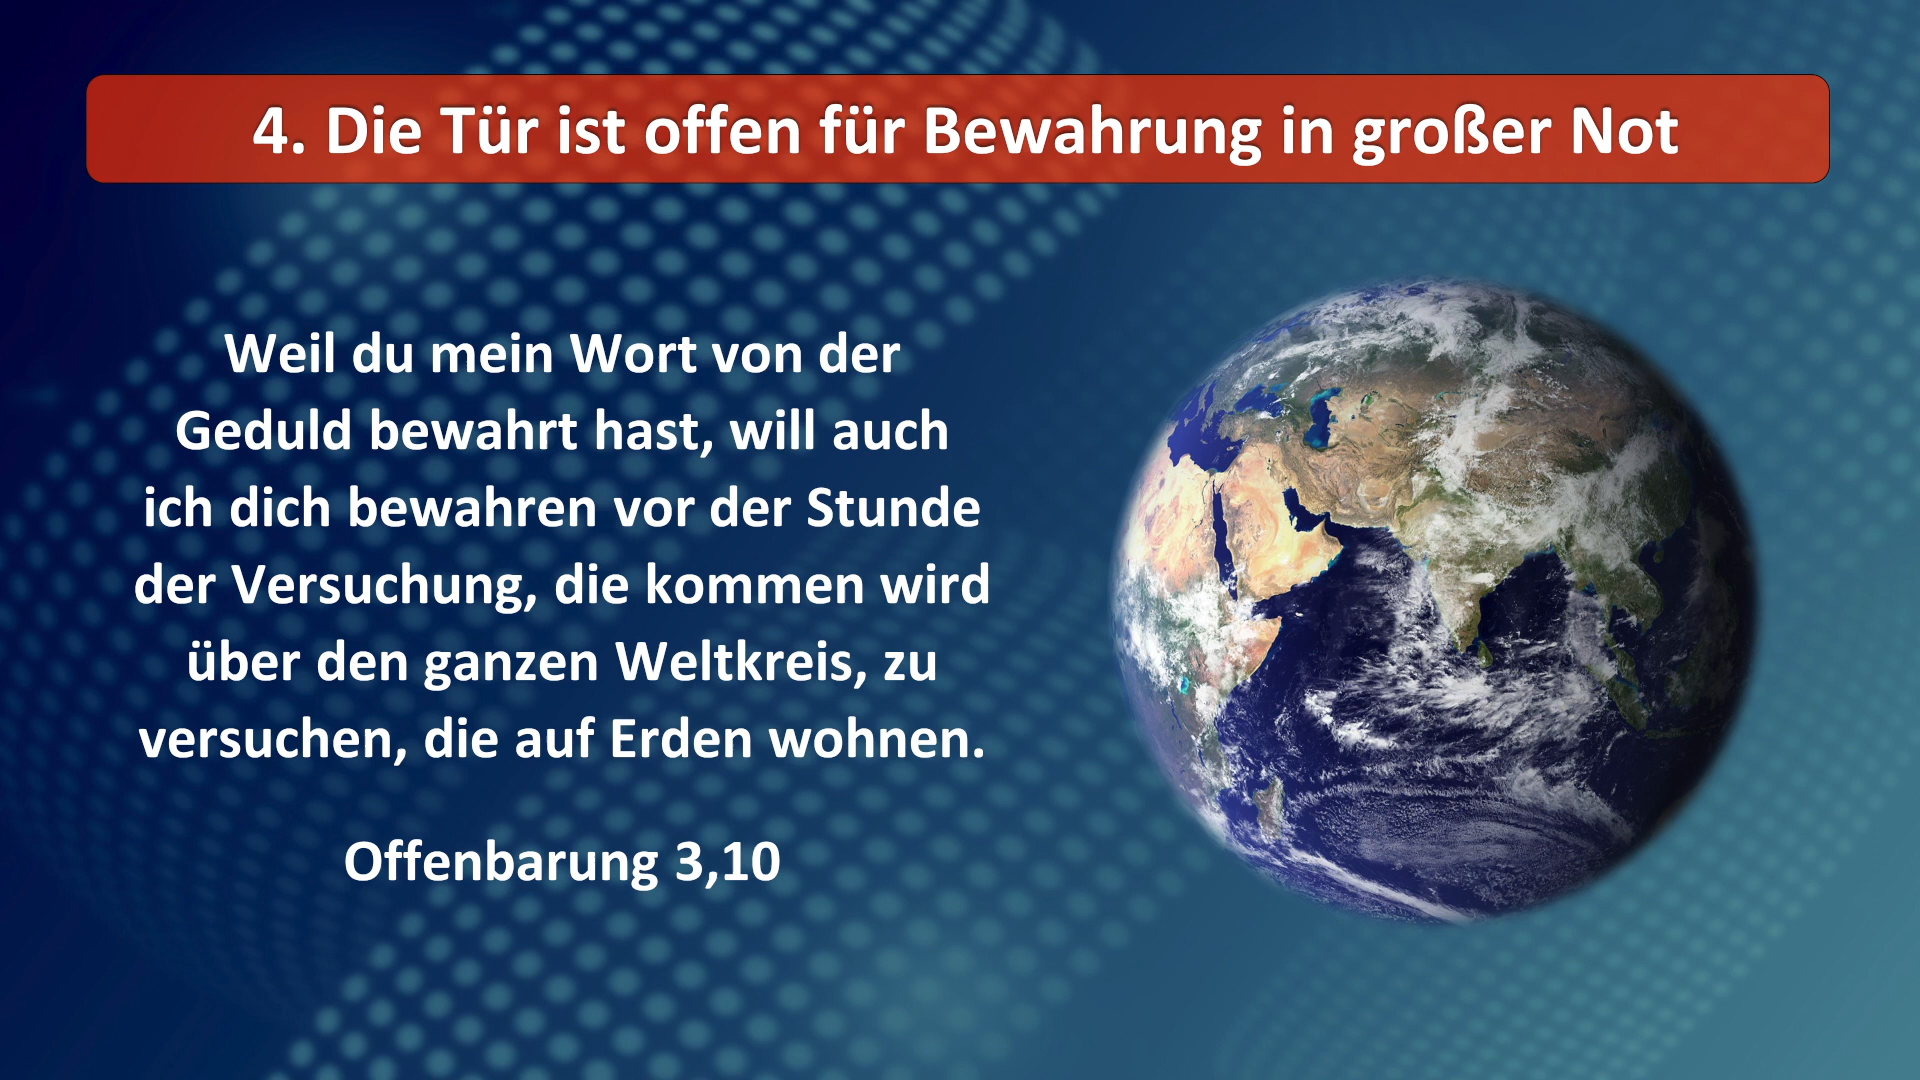 4. Die Tür ist offen für Bewahrung in großer Not
Weil du mein Wort von der
Geduld bewahrt hast, will auch
ich dich bewahren vor der Stunde
der Versuchung, die kommen wird
über den ganzen Weltkreis, zu
versuchen, die auf Erden wohnen.
Offenbarung 3,10